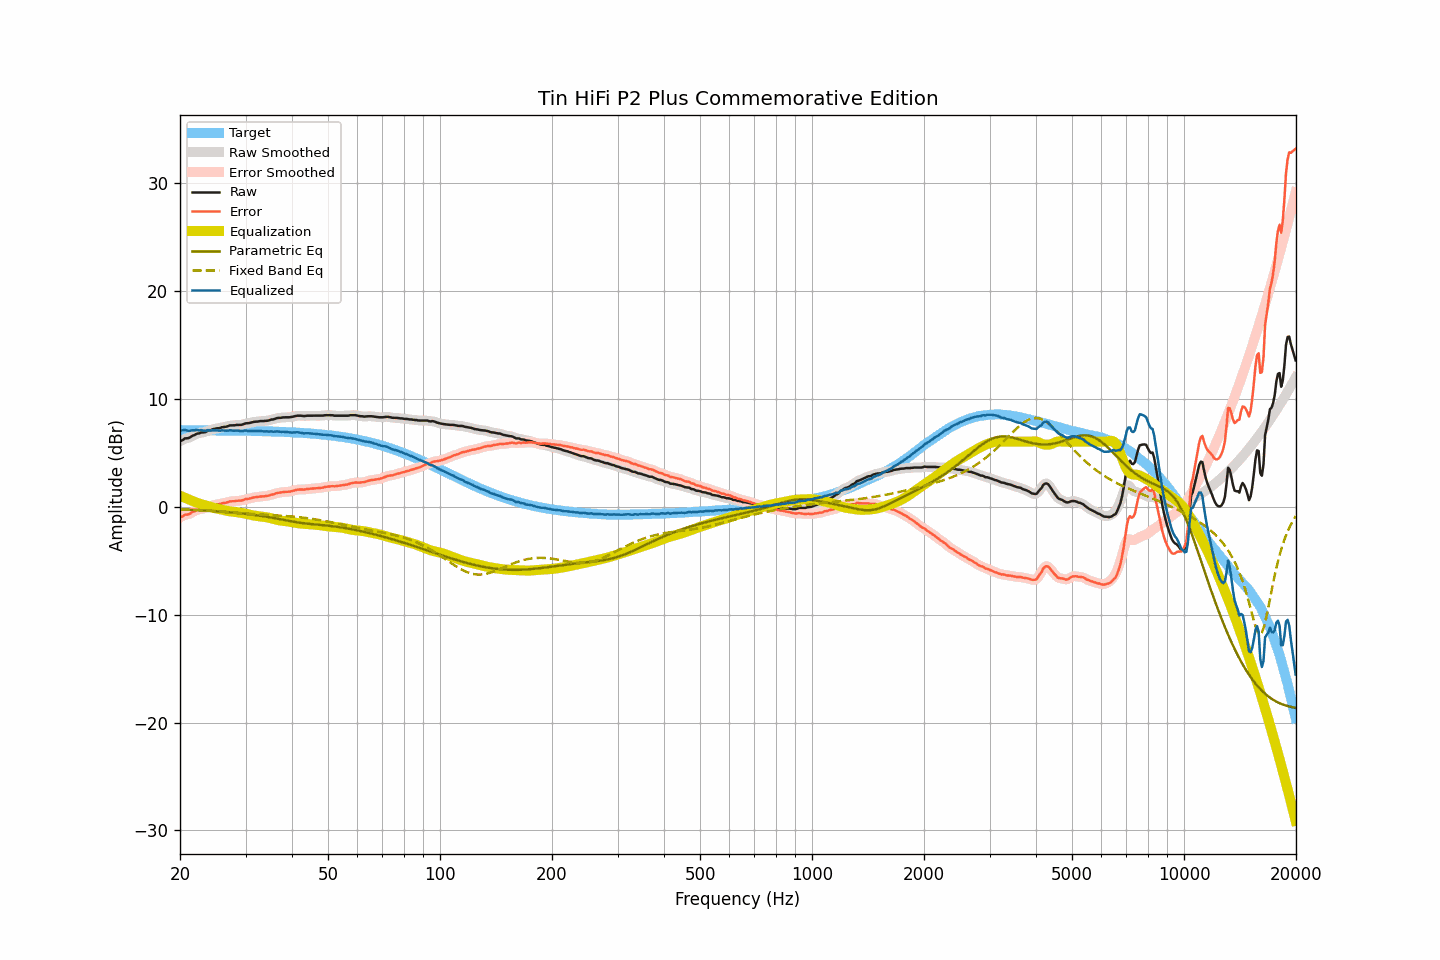 Tin HiFi P2 Plus Commemorative Edition
Target
Raw Smoothed
Error Smoothed
Raw
Error
Equalization
Parametric Eq
Fixed Band Eq
Equalized
30
20
10
0
−10
−20
−30
Amplitude (dBr)
20 50 100 200 500 1000 2000 5000 10000 20000
Frequency (Hz)